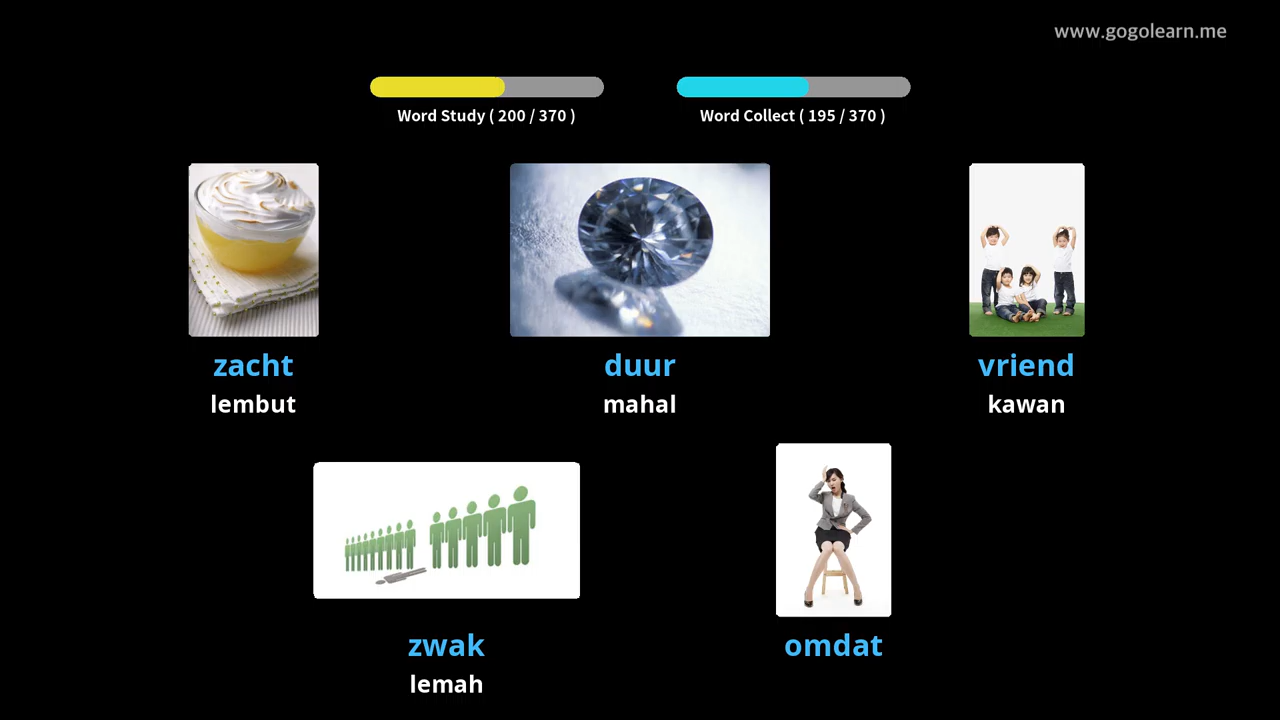 www.gogolearn.me
Word Study ( 200 / 370 )
Word Collect ( 195 / 370 )
zacht
lembut
duur
mahal
vriend
kawan
zwak
lemah
omdat